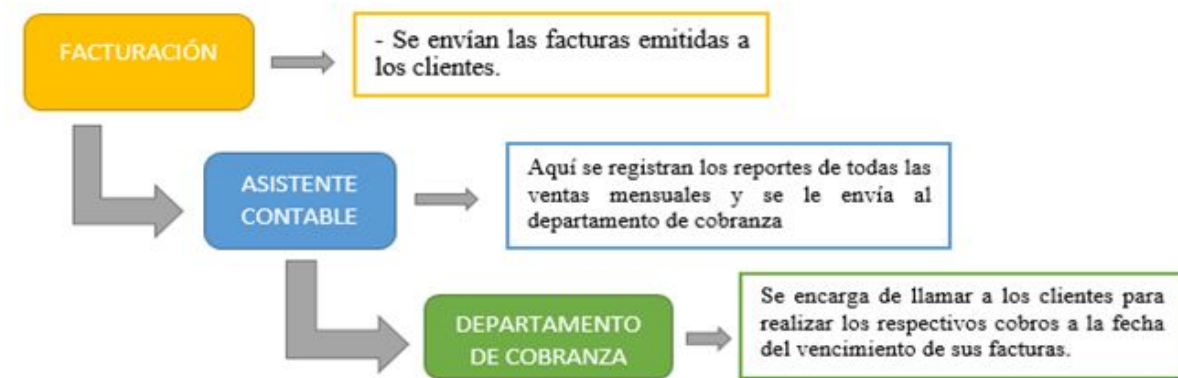 FACTURACIÓN
- Se envían las facturas emitidas a
los clientes.
ASISTENTE
CONTABLE
Aquí se registran los reportes de todas las
ventas mensuales y se le envía al
departamento de cobranza
DEPARTAMENTO
DE COBRANZA
Se encarga de llamar a los clientes para
realizar los respectivos cobros a la fecha
del vencimiento de sus facturas.